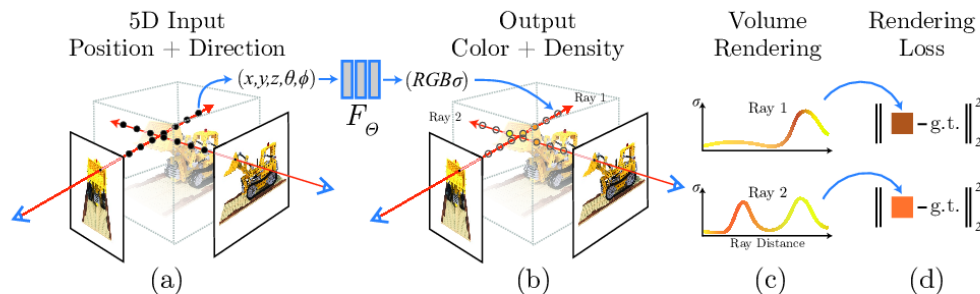 5D Input
Position + Direction
Output
Color + Density
Volume
Rendering
Rendering
Loss
(x,y,z,θ,ϕ)
F_Θ
(RGBσ)
Ray 1
Ray 2
σ
Ray 1
‖ - g.t. ‖₂²
σ
Ray 2
Ray Distance
‖ - g.t. ‖₂²
(a)
(b)
(c)
(d)